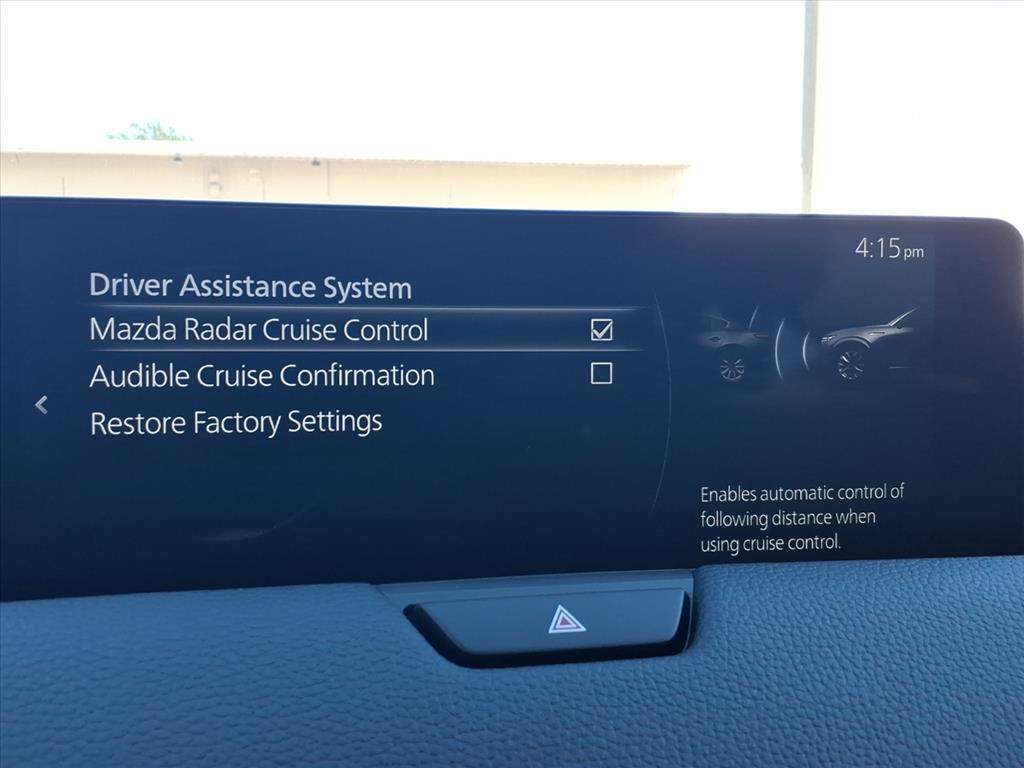 4:15pm
Driver Assistance System
Mazda Radar Cruise Control
Audible Cruise Confirmation
Restore Factory Settings
Enables automatic control of
following distance when
using cruise control.